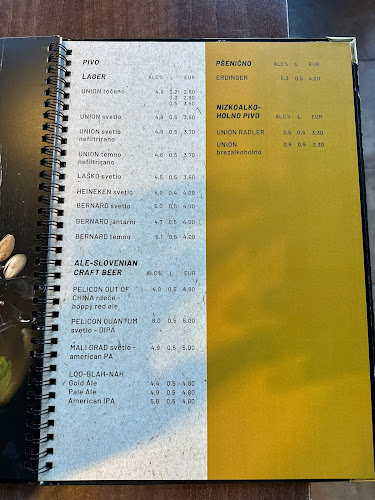 PIVO
LAGER ALC% L EUR
UNION točeno 4.9 0.2 2.60
0.3 2.90
0.5 3.50
UNION svetlo 4.9 0.5 3.50
UNION svetlo 4.9 0.5 3.70
nefiltrirano
UNION temno 4.6 0.5 3.70
nefiltrirano
LAŠKO svetlo 4.5 0.5 3.50
HEINEKEN svetlo 5.0 0.4 4.00
BERNARD svetlo 5.0 0.5 4.00
BERNARD jantarni 4.7 0.5 4.00
BERNARD temno 5.1 0.5 4.00
ALE-SLOVENIAN
CRAFT BEER ALC% L EUR
PELICON OUT OF 4.0 0.5 4.80
CHINA rdeče -
hoppy red ale
PELICON QUANTUM 8.0 0.5 5.00
svetlo - DIPA
MALI GRAD svetlo - 4.9 0.5 5.00
american PA
LOO-BLAH-NAH
Gold Ale 4.4 0.5 4.80
Pale Ale 4.9 0.5 4.80
American IPA 5.6 0.5 4.80
PŠENIČNO ALC% L EUR
ERDINGER 5.3 0.5 4.20
NIZKOALKO-
HOLNO PIVO ALC% L EUR
UNION RADLER 2.5 0.5 3.30
UNION 0.5 0.5 3.30
brezalkoholno